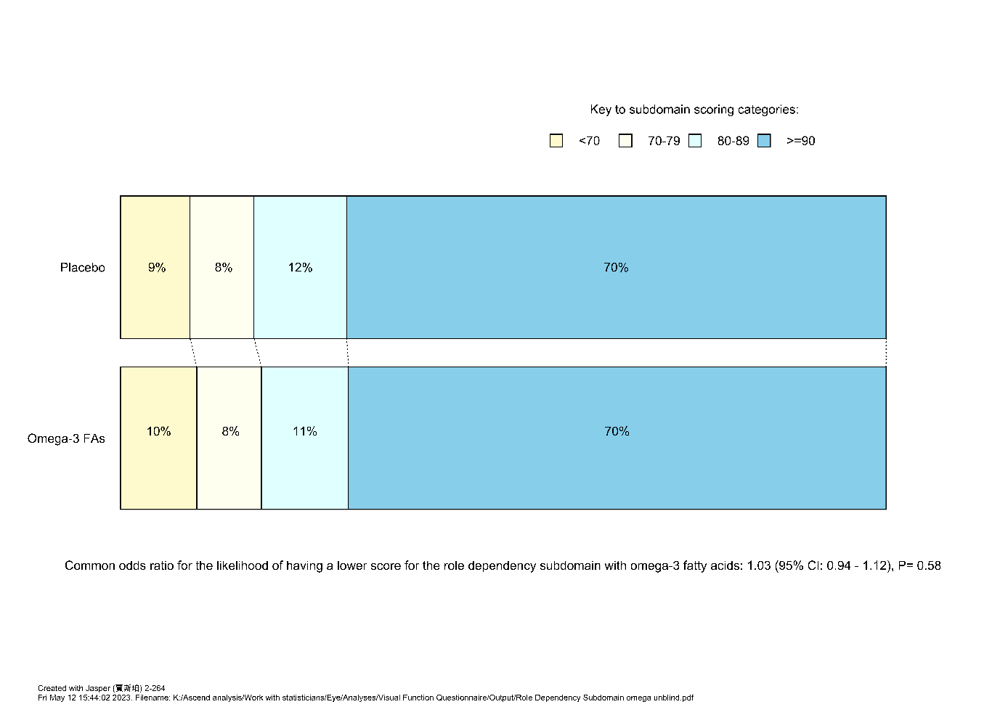 Key to subdomain scoring categories:
<70 70-79 80-89 >=90
Placebo 9% 8% 12% 70%
Omega-3 FAs 10% 8% 11% 70%
Common odds ratio for the likelihood of having a lower score for the role dependency subdomain with omega-3 fatty acids: 1.03 (95% CI: 0.94 - 1.12), P= 0.58
Created with Jasper (賈斯珀) 2-264
Fri May 12 15:44:02 2023. Filename: K:/Ascend analysis/Work with statisticians/Eye/Analyses/Visual Function Questionnaire/Output/Role Dependency Subdomain omega unblind.pdf